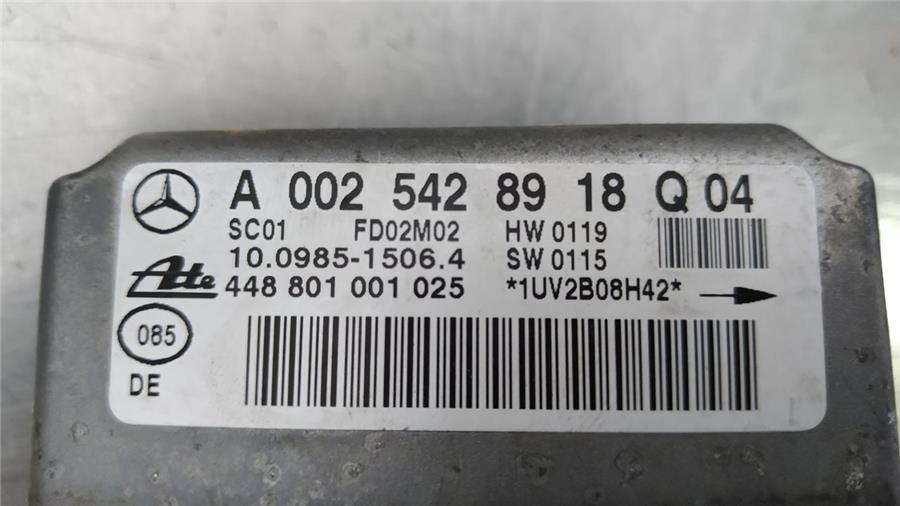 A 002 542 89 18 Q 04
SC01 FD02M02 HW 0119
10.0985-1506.4 SW 0115
Ate 448 801 001 025 *1UV2B08H42*
085
DE